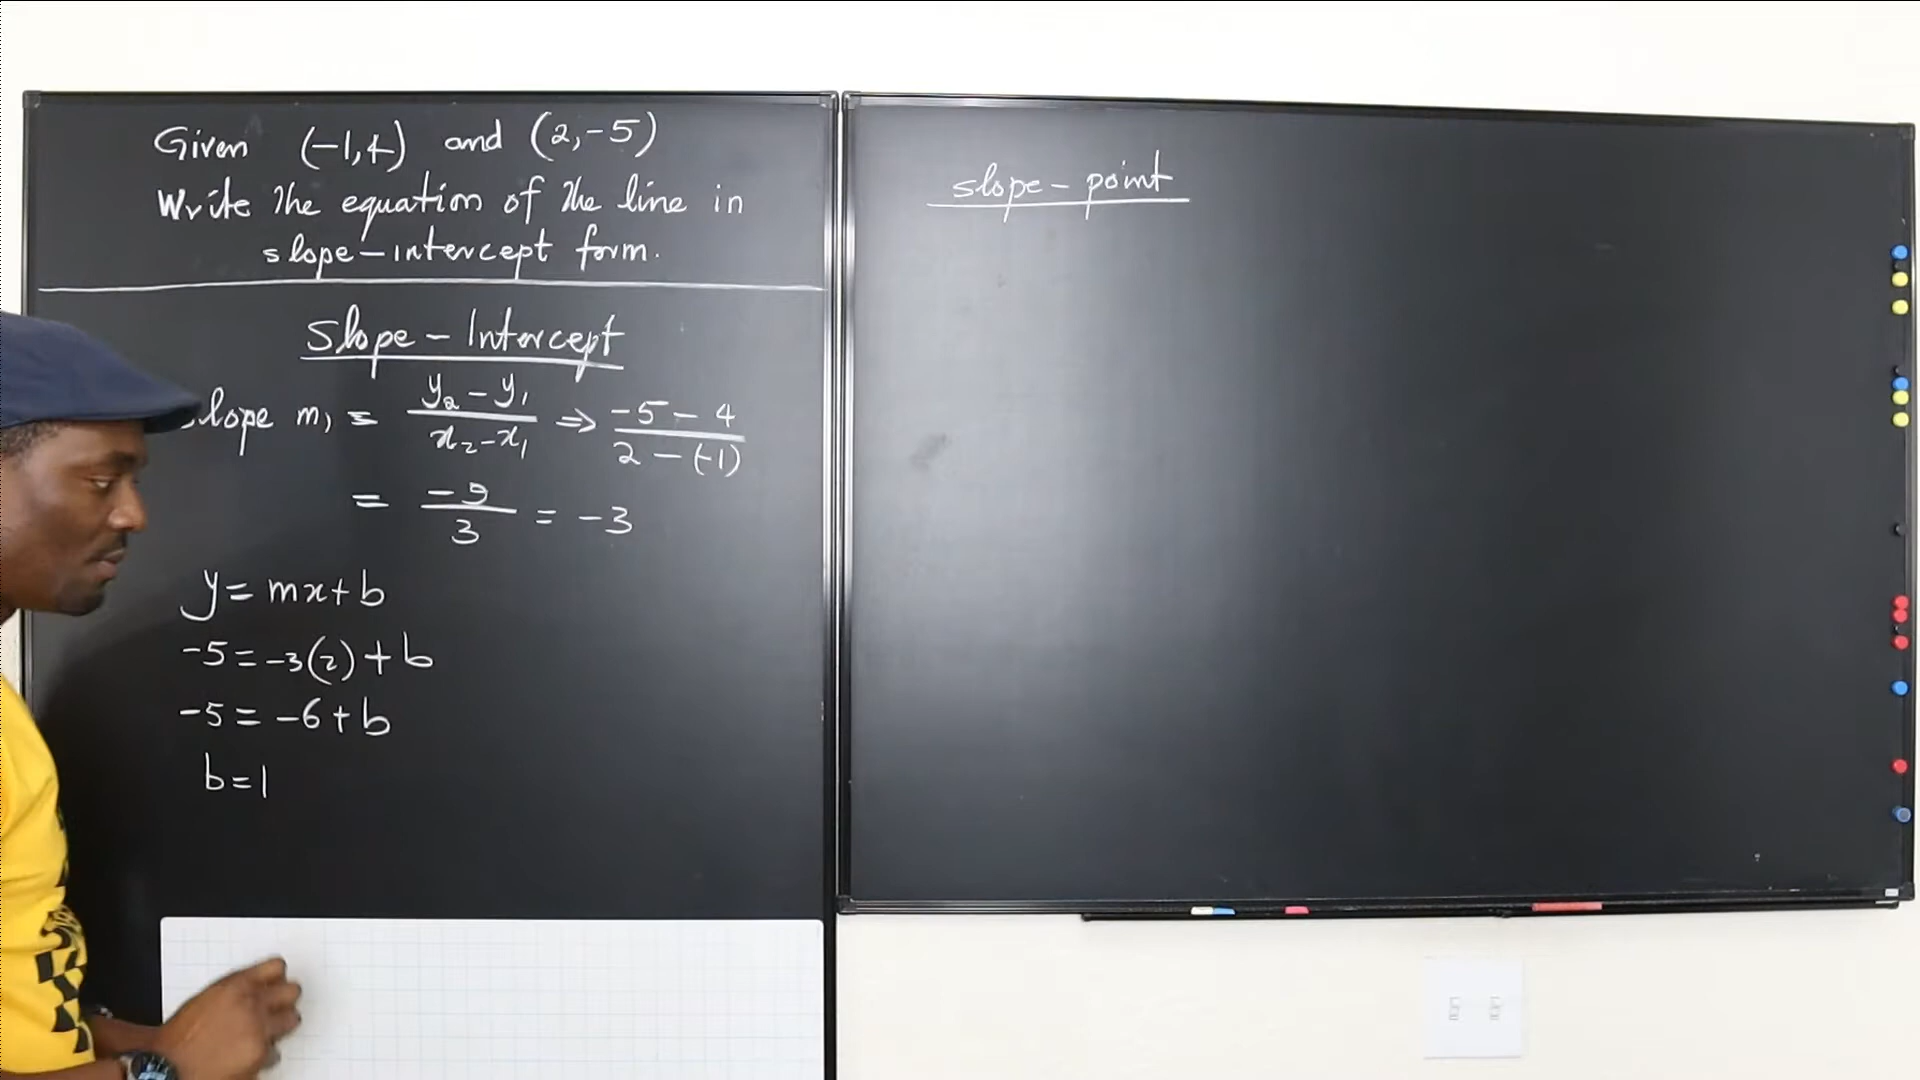 Given (-1,4) and (2,-5)
Write the equation of the line in
slope-intercept form.
Slope - Intercept
slope m, = y₂ - y₁ / x₂ - x₁ => -5 - 4 / 2 - (-1)
= -9 / 3 = -3
y = mx + b
-5 = -3(2) + b
-5 = -6 + b
b = 1
slope - point